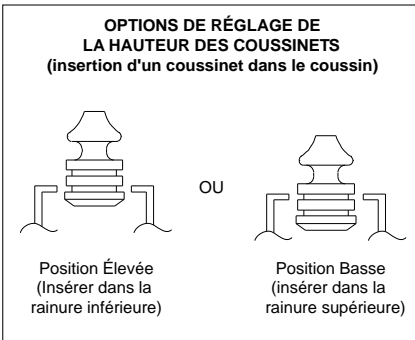 OPTIONS DE RÉGLAGE DE
LA HAUTEUR DES COUSSINETS
(insertion d'un coussinet dans le coussin)
OU
Position Élevée
(Insérer dans la
rainure inférieure)
Position Basse
(insérer dans la
rainure supérieure)